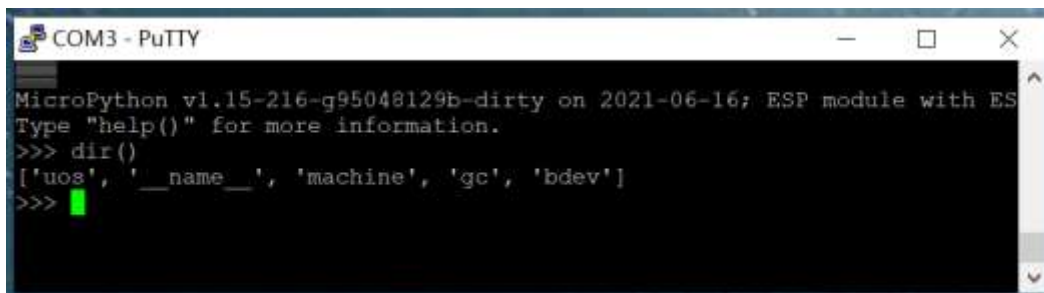 COM3 - PuTTY
MicroPython v1.15-216-g95048129b-dirty on 2021-06-16; ESP module with ES
Type "help()" for more information.
>>> dir()
['uos', '__name__', 'machine', 'gc', 'bdev']
>>>